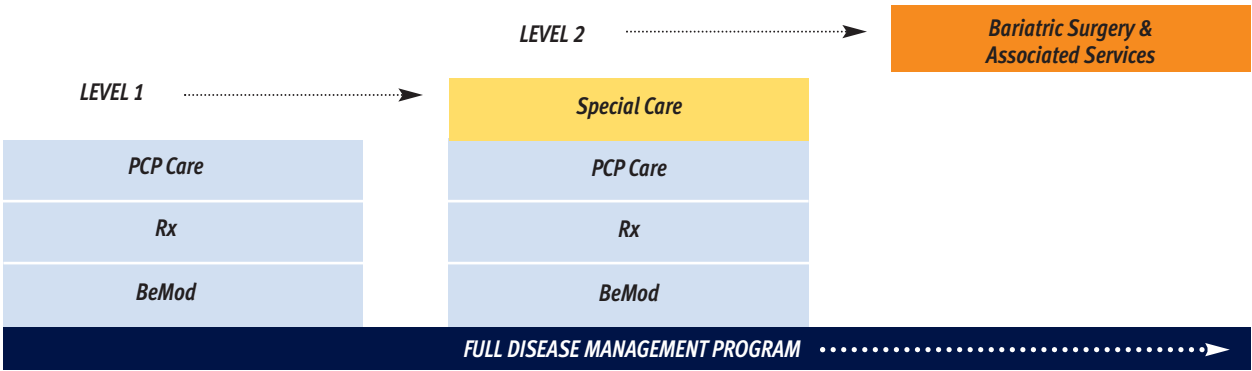 LEVEL 2
Bariatric Surgery &
Associated Services
LEVEL 1
Special Care
PCP Care
PCP Care
Rx
Rx
BeMod
BeMod
FULL DISEASE MANAGEMENT PROGRAM